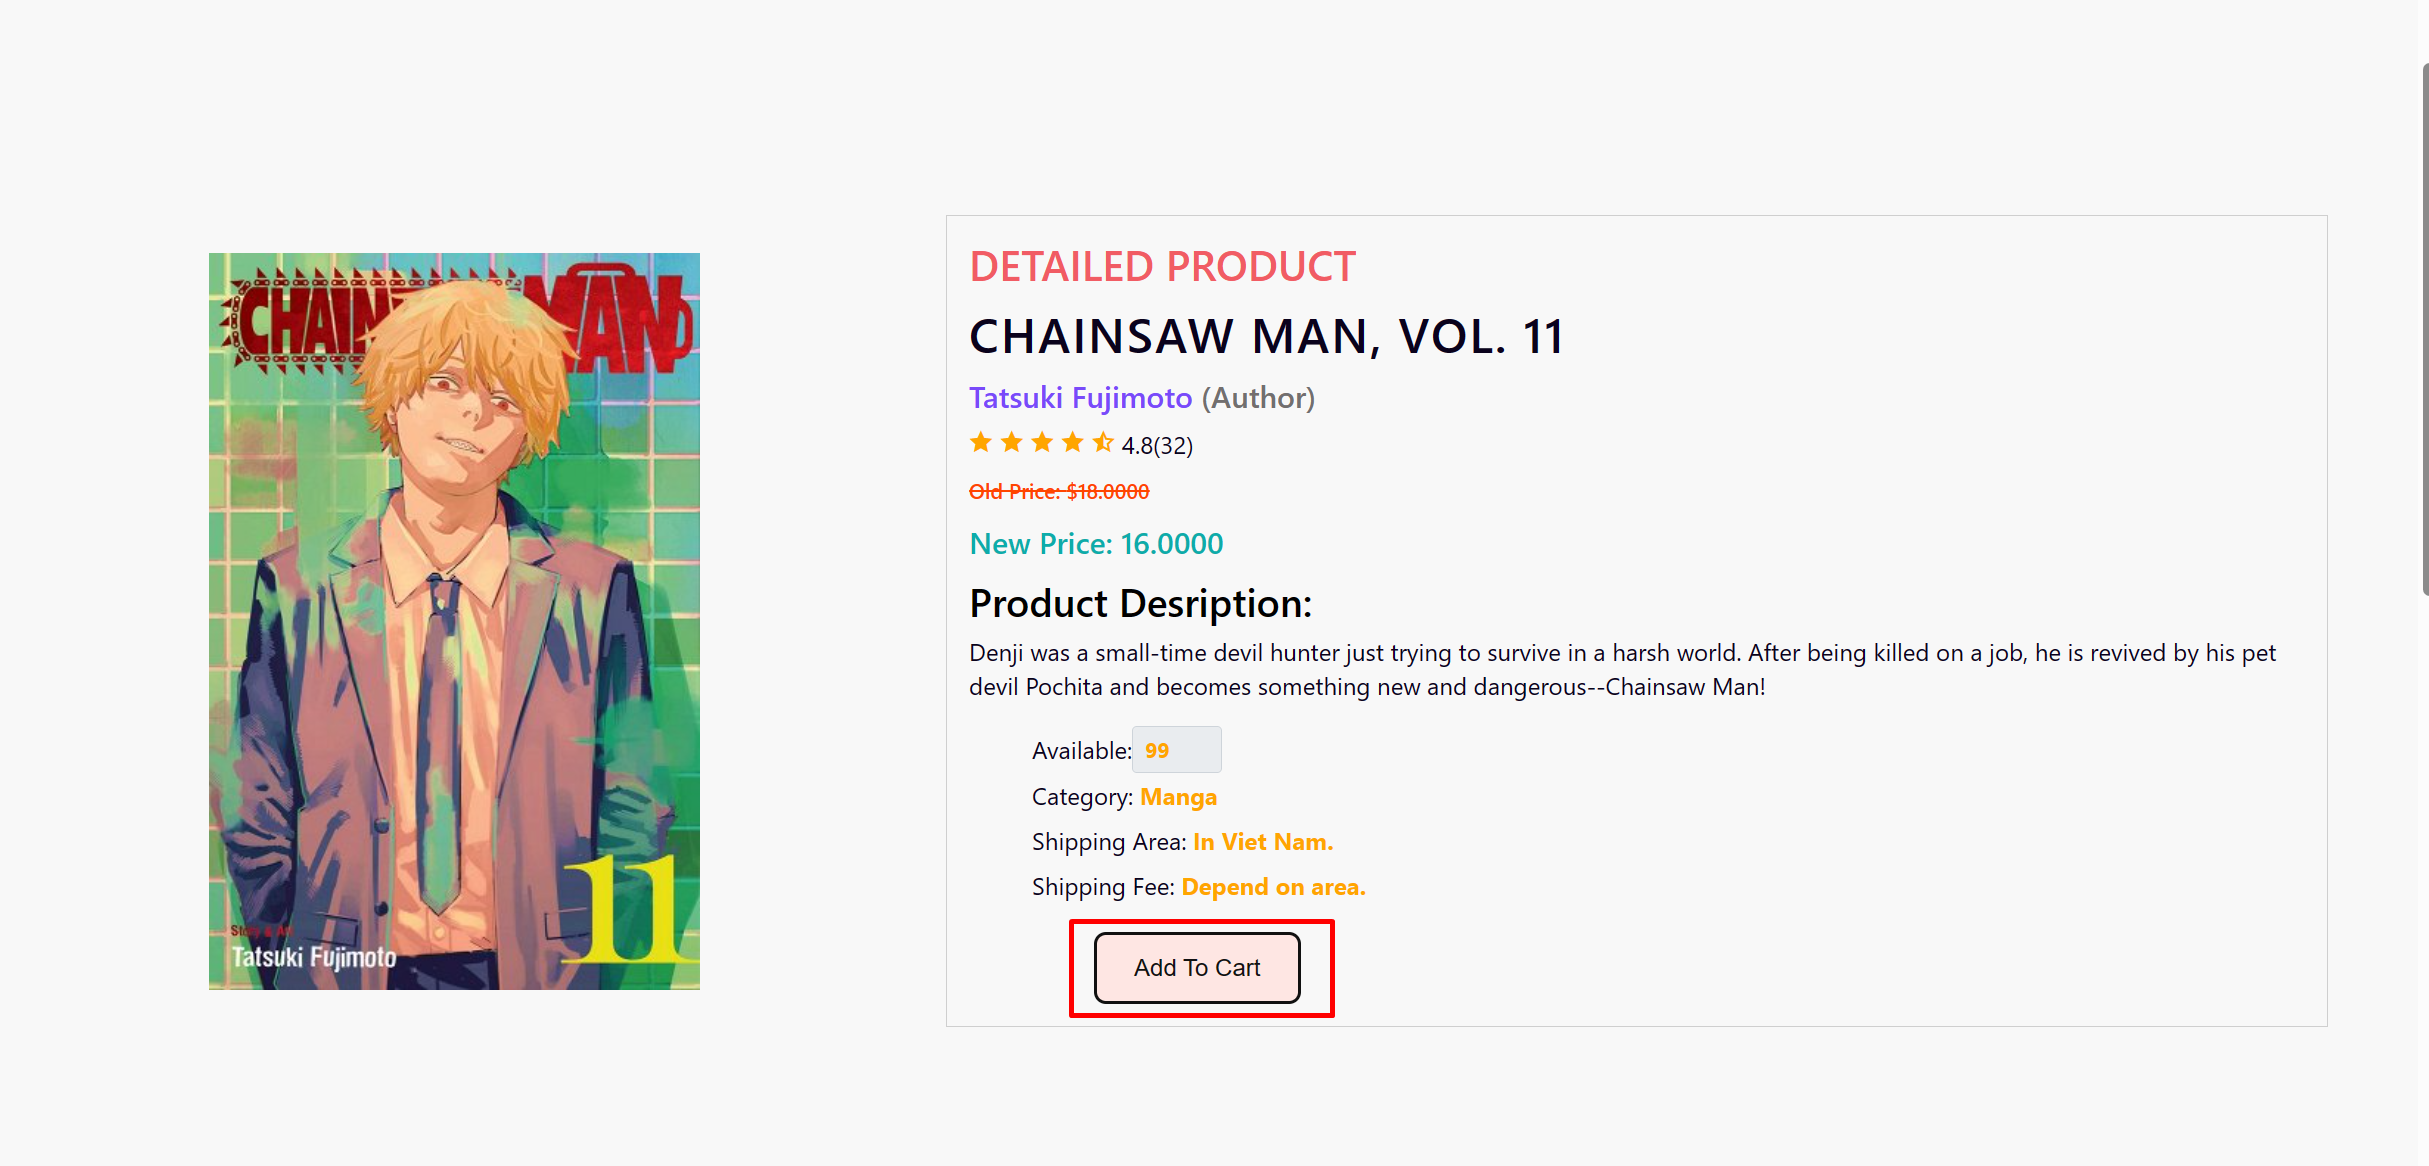 CHAIN MAN
11
Story & Art
Tatsuki Fujimoto
DETAILED PRODUCT
CHAINSAW MAN, VOL. 11
Tatsuki Fujimoto (Author)
4.8(32)
Old Price: $18.0000
New Price: 16.0000
Product Desription:
Denji was a small-time devil hunter just trying to survive in a harsh world. After being killed on a job, he is revived by his pet
devil Pochita and becomes something new and dangerous--Chainsaw Man!
Available: 99
Category: Manga
Shipping Area: In Viet Nam.
Shipping Fee: Depend on area.
Add To Cart